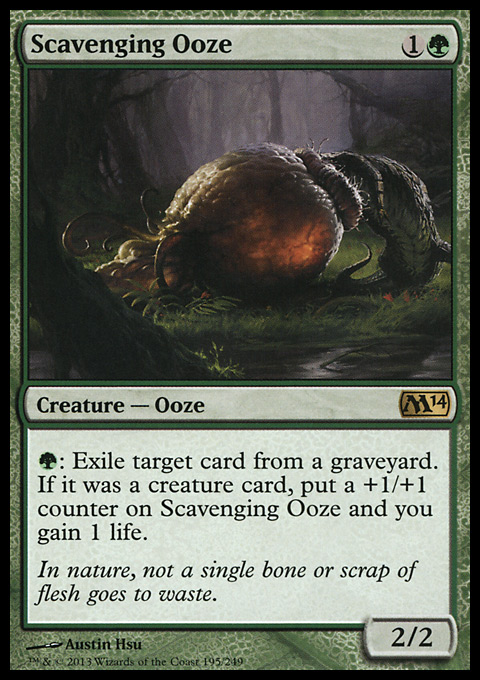 Scavenging Ooze 1
Creature — Ooze M14
: Exile target card from a graveyard.
If it was a creature card, put a +1/+1
counter on Scavenging Ooze and you
gain 1 life.
In nature, not a single bone or scrap of
flesh goes to waste.
2/2
Austin Hsu
™ & © 2013 Wizards of the Coast 195/249